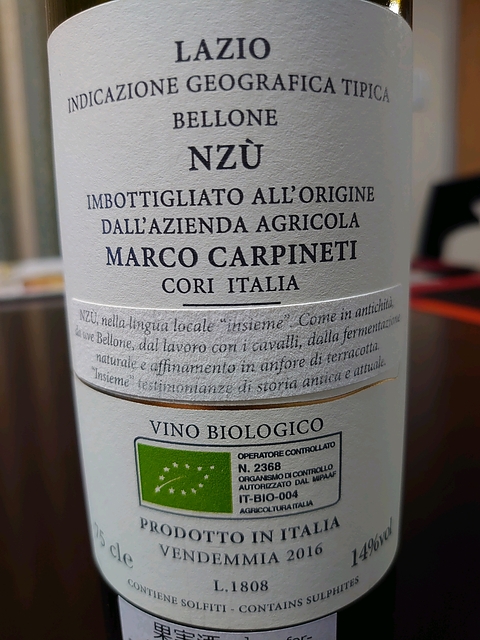 LAZIO
INDICAZIONE GEOGRAFICA TIPICA
BELLONE
NZÙ
IMBOTTIGLIATO ALL'ORIGINE
DALL'AZIENDA AGRICOLA
MARCO CARPINETI
CORI ITALIA
NZU, nella lingua locale "insieme". Come in antichità,
da uve Bellone, dal lavoro con i cavalli, dalla fermentazione
naturale e affinamento in anfore di terracotta.
"Insieme" testimonianze di storia antica e attuale.
VINO BIOLOGICO
OPERATORE CONTROLLATO
N. 2368
ORGANISMO DI CONTROLLO
AUTORIZZATO DAL MIPAAF
IT-BIO-004
AGRICOLTURA ITALIA
PRODOTTO IN ITALIA
75 cl e
VENDEMMIA 2016
14%vol
L.1808
CONTIENE SOLFITI - CONTAINS SULPHITES
果実酒